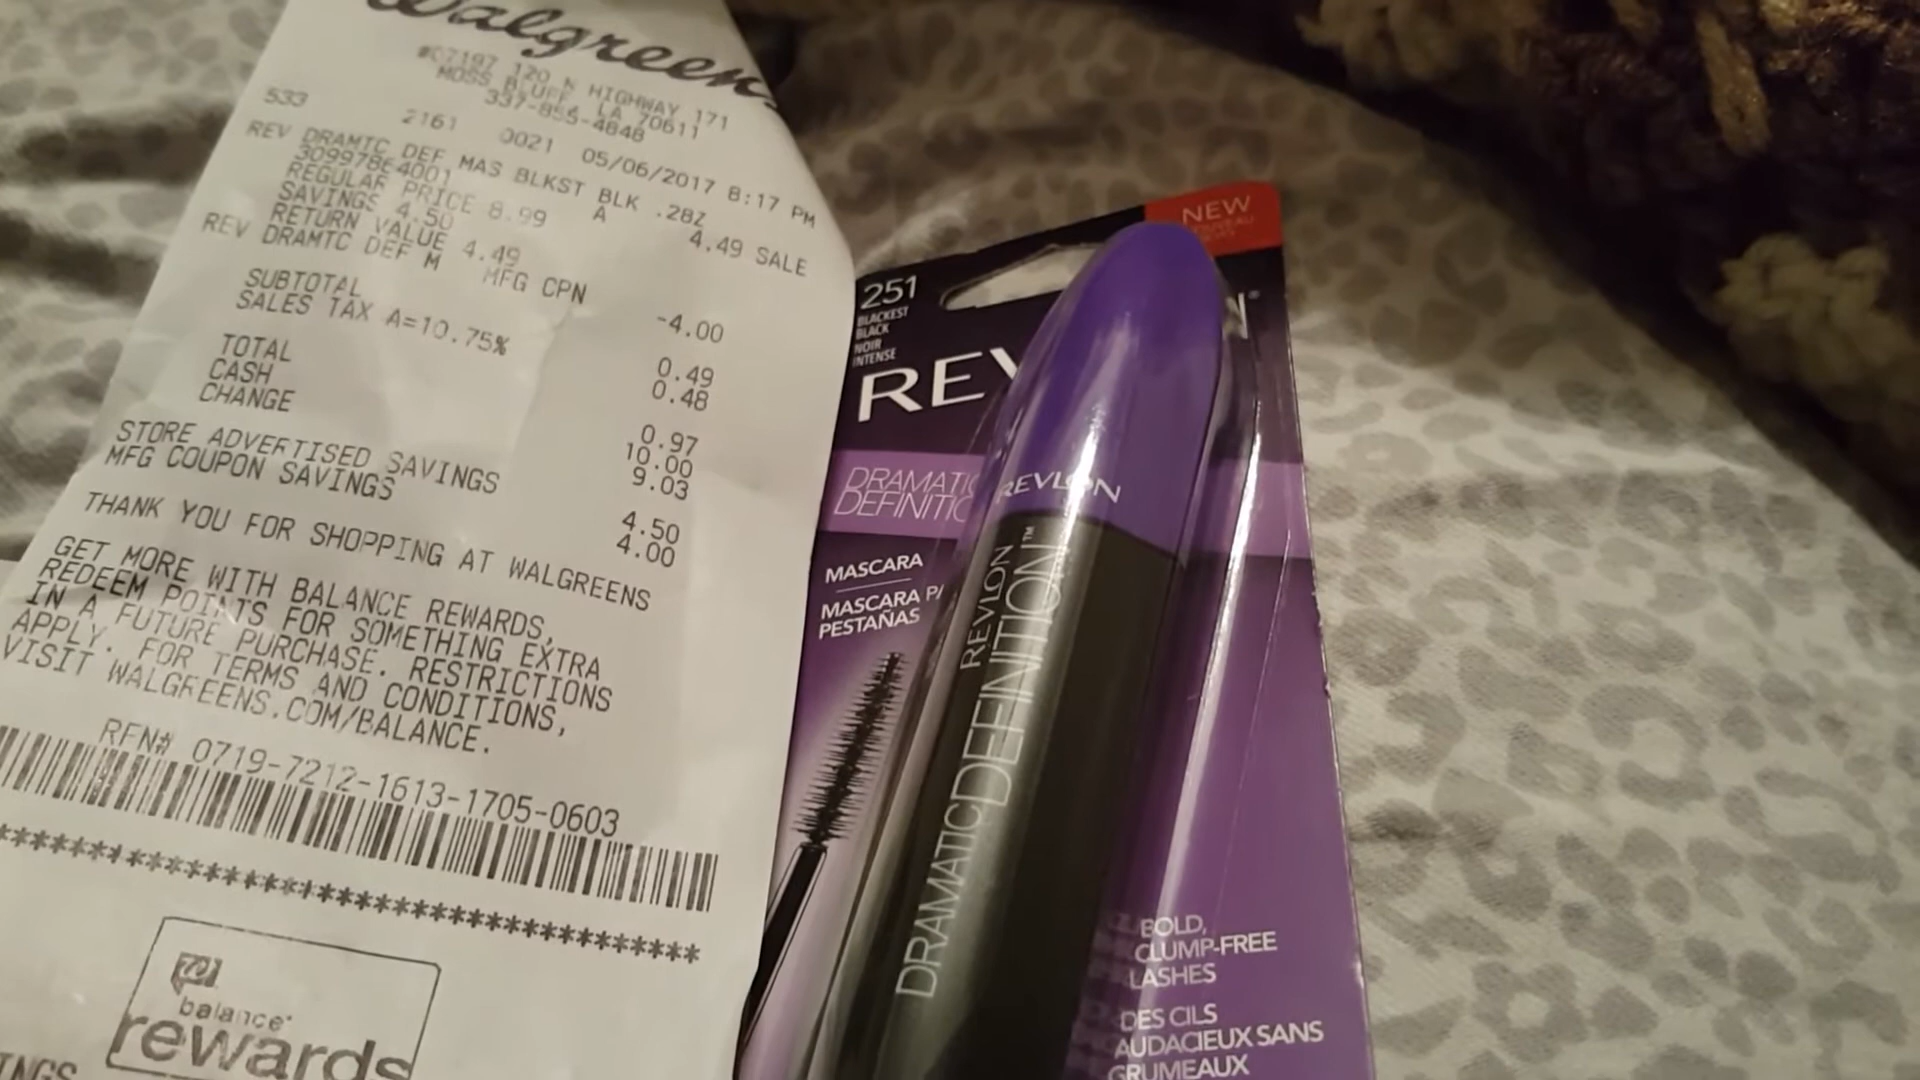 Walgreens
#07197 120 N HIGHWAY 171
MOSS BLUFF, LA 70611
337-855-4848
533 2161 0021 05/06/2017 8:17 PM
REV DRAMTC DEF MAS BLKST BLK .28Z
30997864001 A 4.49 SALE
REGULAR PRICE 8.99
SAVINGS 4.50
RETURN VALUE 4.49
REV DRAMTC DEF M MFG CPN -4.00
SUBTOTAL 0.49
SALES TAX A=10.75% 0.48
TOTAL 0.97
CASH 10.00
CHANGE 9.03
STORE ADVERTISED SAVINGS 4.50
MFG COUPON SAVINGS 4.00
THANK YOU FOR SHOPPING AT WALGREENS
GET MORE WITH BALANCE REWARDS,
REDEEM POINTS FOR SOMETHING EXTRA
IN A FUTURE PURCHASE. RESTRICTIONS
APPLY. FOR TERMS AND CONDITIONS,
VISIT WALGREENS.COM/BALANCE.
RFN# 0719-7212-1613-1705-0603
****************************************
balance®
rewards
INGS
NEW
251
BLACKEST
BLACK
NOIR
INTENSE
REV N®
DRAMATIC
DEFINITIO
MASCARA
MASCARA PA
PESTAÑAS
REVLON
REVLON
DRAMATICDEFINITION™
BOLD,
CLUMP-FREE
LASHES
DES CILS
AUDACIEUX SANS
GRUMEAUX